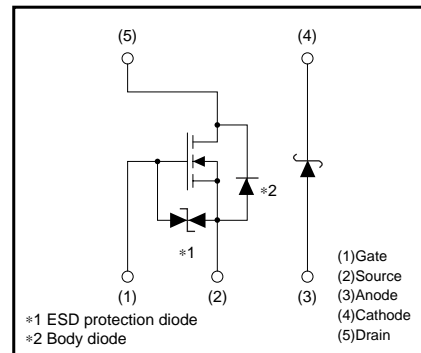 (5) (4)
∗2
∗1
(1) (2) (3)
∗1 ESD protection diode
∗2 Body diode
(1)Gate
(2)Source
(3)Anode
(4)Cathode
(5)Drain